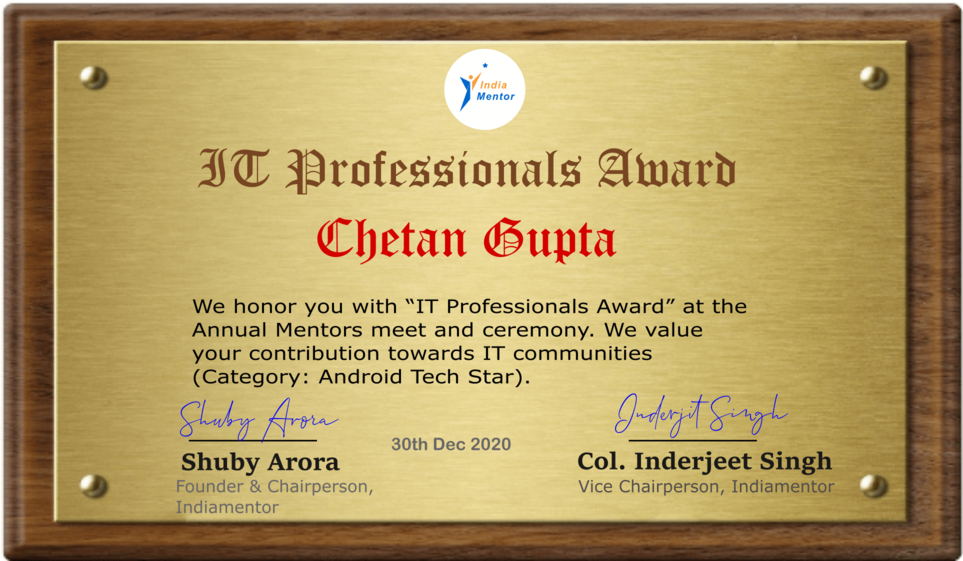 India
Mentor
IT Professionals Award
Chetan Gupta
We honor you with “IT Professionals Award” at the
Annual Mentors meet and ceremony. We value
your contribution towards IT communities
(Category: Android Tech Star).
Shuby Arora
Inderjit Singh
30th Dec 2020
Shuby Arora
Founder & Chairperson,
Indiamentor
Col. Inderjeet Singh
Vice Chairperson, Indiamentor